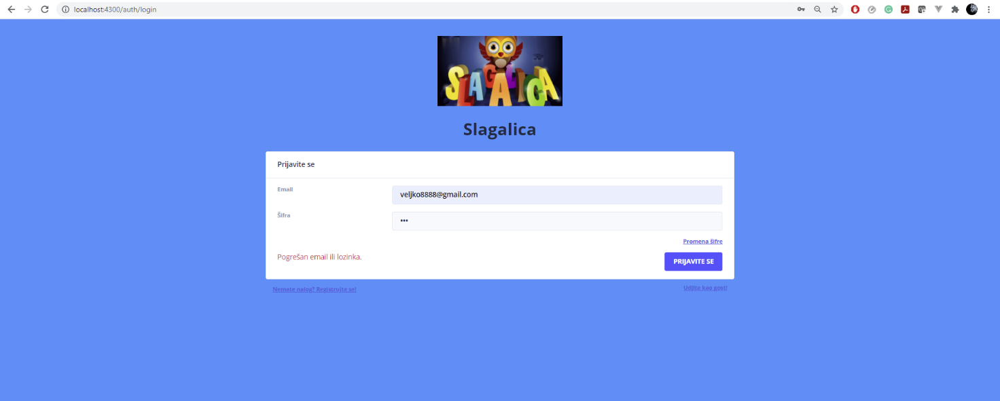 localhost:4300/auth/login
SLAGALICA
Slagalica
Prijavite se
Email
veljko8888@gmail.com
Šifra
•••
Promena šifre
Pogrešan email ili lozinka.
PRIJAVITE SE
Nemate nalog? Registrujte se!
Udjite kao gost!